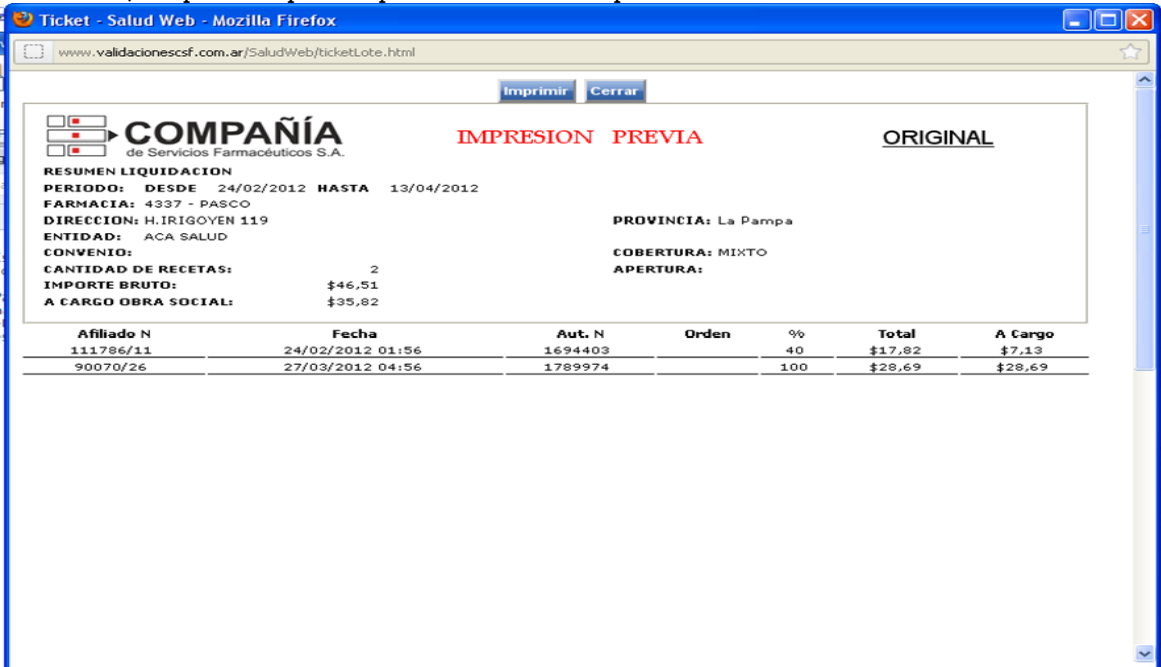 Ticket - Salud Web - Mozilla Firefox
www.validacionescsf.com.ar/SaludWeb/ticketLote.html
Imprimir Cerrar
COMPAÑÍA
de Servicios Farmacéuticos S.A.
IMPRESION PREVIA
ORIGINAL
RESUMEN LIQUIDACION
PERIODO: DESDE 24/02/2012 HASTA 13/04/2012
FARMACIA: 4337 - PASCO
DIRECCION: H.IRIGOYEN 119 PROVINCIA: La Pampa
ENTIDAD: ACA SALUD
CONVENIO: COBERTURA: MIXTO
CANTIDAD DE RECETAS: 2 APERTURA:
IMPORTE BRUTO: $46,51
A CARGO OBRA SOCIAL: $35,82
Afiliado N Fecha Aut. N Orden % Total A Cargo
111786/11 24/02/2012 01:56 1694403 40 $17,82 $7,13
90070/26 27/03/2012 04:56 1789974 100 $28,69 $28,69